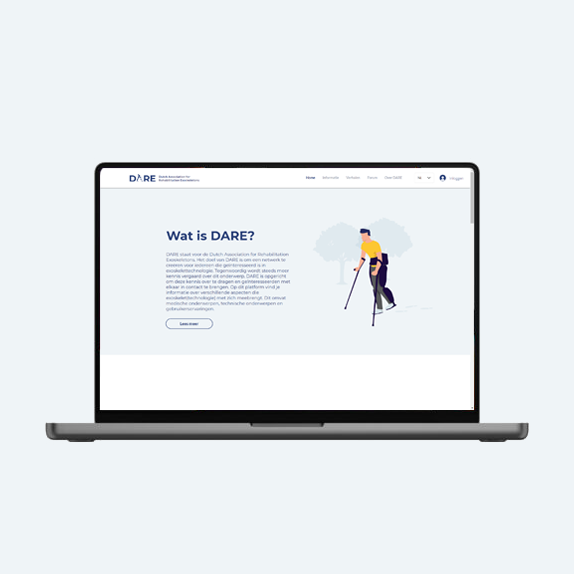 DARE
Dutch Association for
Rehabilitation Exoskeletons
Home
Informatie
Verhalen
Forum
Over DARE
Inloggen
Wat is DARE?
DARE staat voor de Dutch Association for Rehabilitation
Exoskeletons. Het doel van DARE is om een netwerk te
creëren voor iedereen die geïnteresseerd is in
exoskelettechnologie. Tegenwoordig wordt steeds meer
kennis vergaard over dit onderwerp. DARE is opgericht
om deze kennis over te dragen en geïnteresseerden met
elkaar in contact te brengen. Op dit platform vind je
informatie over verschillende aspecten die
exoskelettechnologie met zich meebrengt. Dit omvat
medische onderwerpen, technische onderwerpen en
gebruikerservaringen.
Lees meer